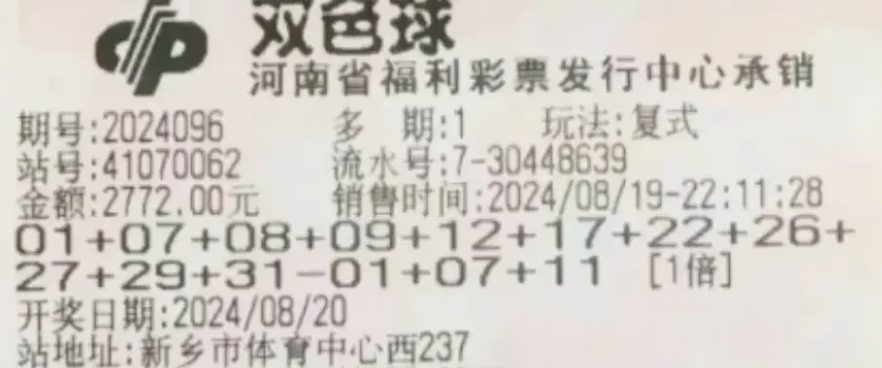 双色球
河南省福利彩票发行中心承销
期号:2024096 多 期:1 玩法:复式
站号:41070062 流水号:7-30448639
金额:2772.00元 销售时间:2024/08/19-22:11:28
01+07+08+09+12+17+22+26+
27+29+31-01+07+11 [1倍]
开奖日期:2024/08/20
站地址:新乡市体育中心西237